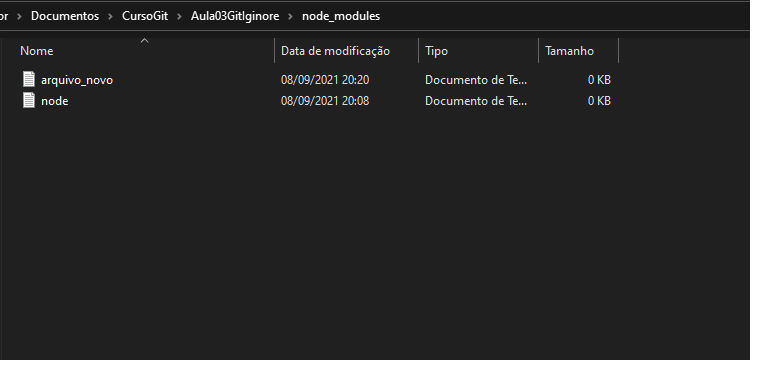 or > Documentos > CursoGit > Aula03GitIginore > node_modules
Nome Data de modificação Tipo Tamanho
arquivo_novo 08/09/2021 20:20 Documento de Te... 0 KB
node 08/09/2021 20:08 Documento de Te... 0 KB